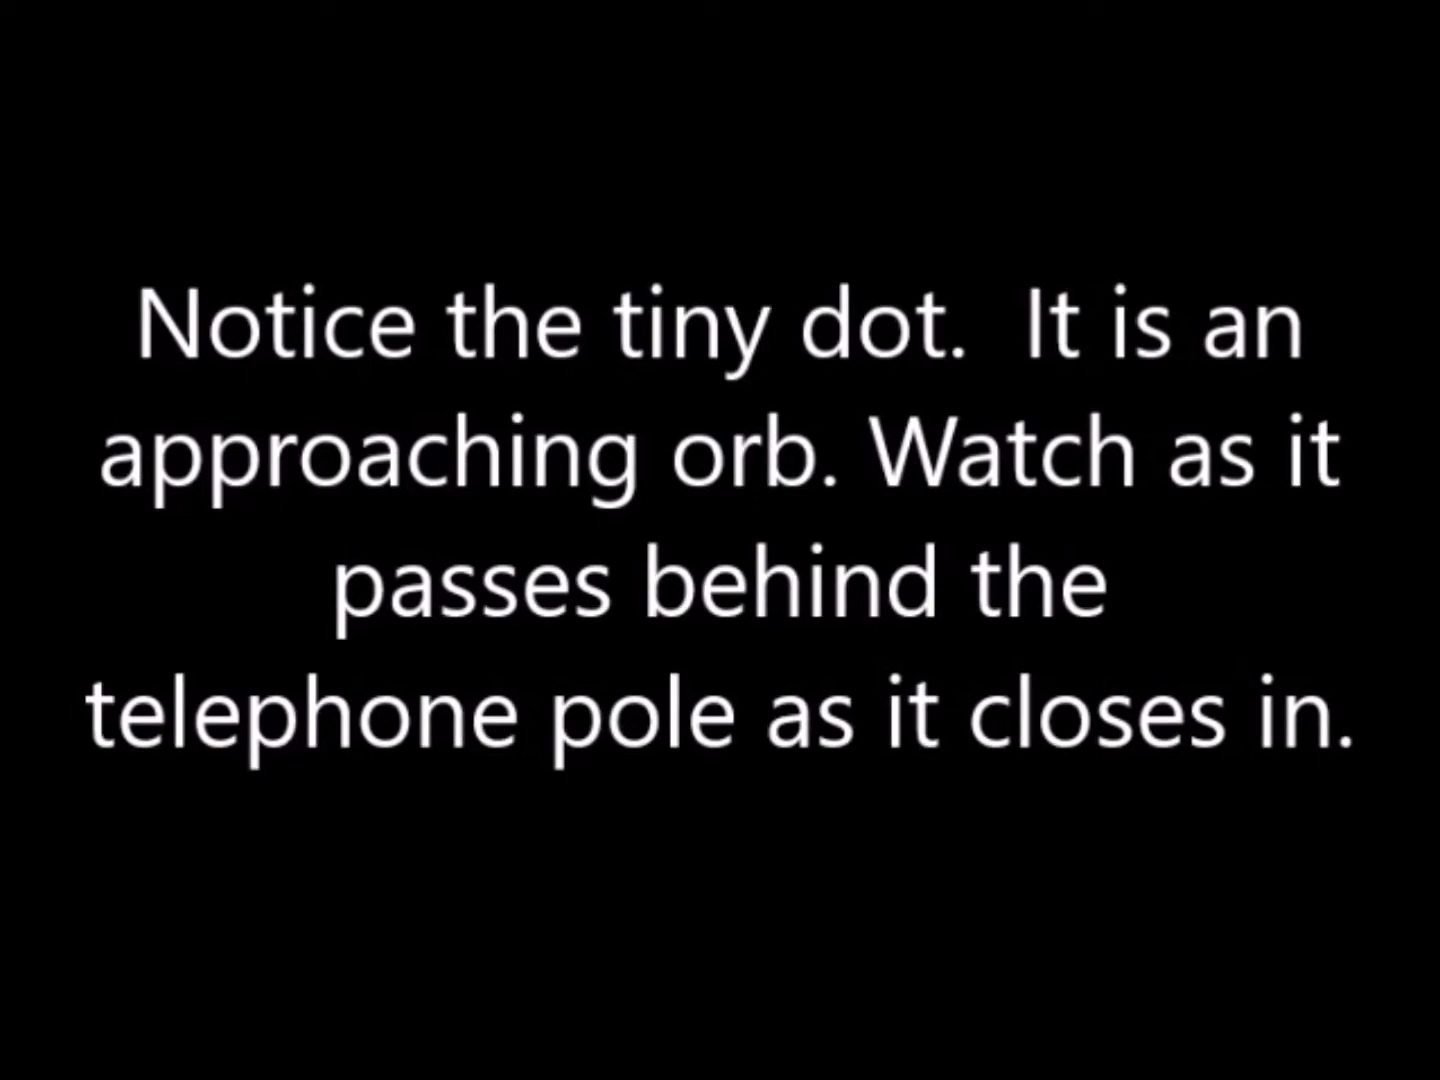 Notice the tiny dot.  It is an
approaching orb. Watch as it
passes behind the
telephone pole as it closes in.